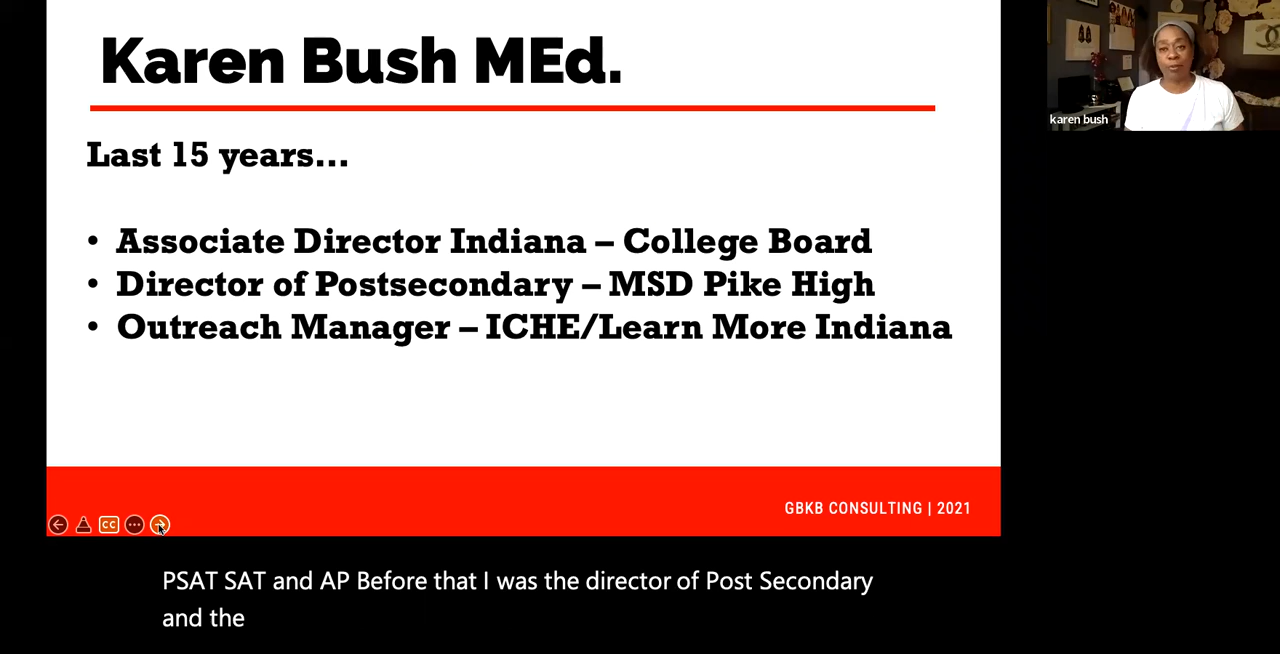 Karen Bush MEd.
Last 15 years...
• Associate Director Indiana – College Board
• Director of Postsecondary – MSD Pike High
• Outreach Manager – ICHE/Learn More Indiana
GBKB CONSULTING | 2021
CC
karen bush
PSAT SAT and AP Before that I was the director of Post Secondary
and the